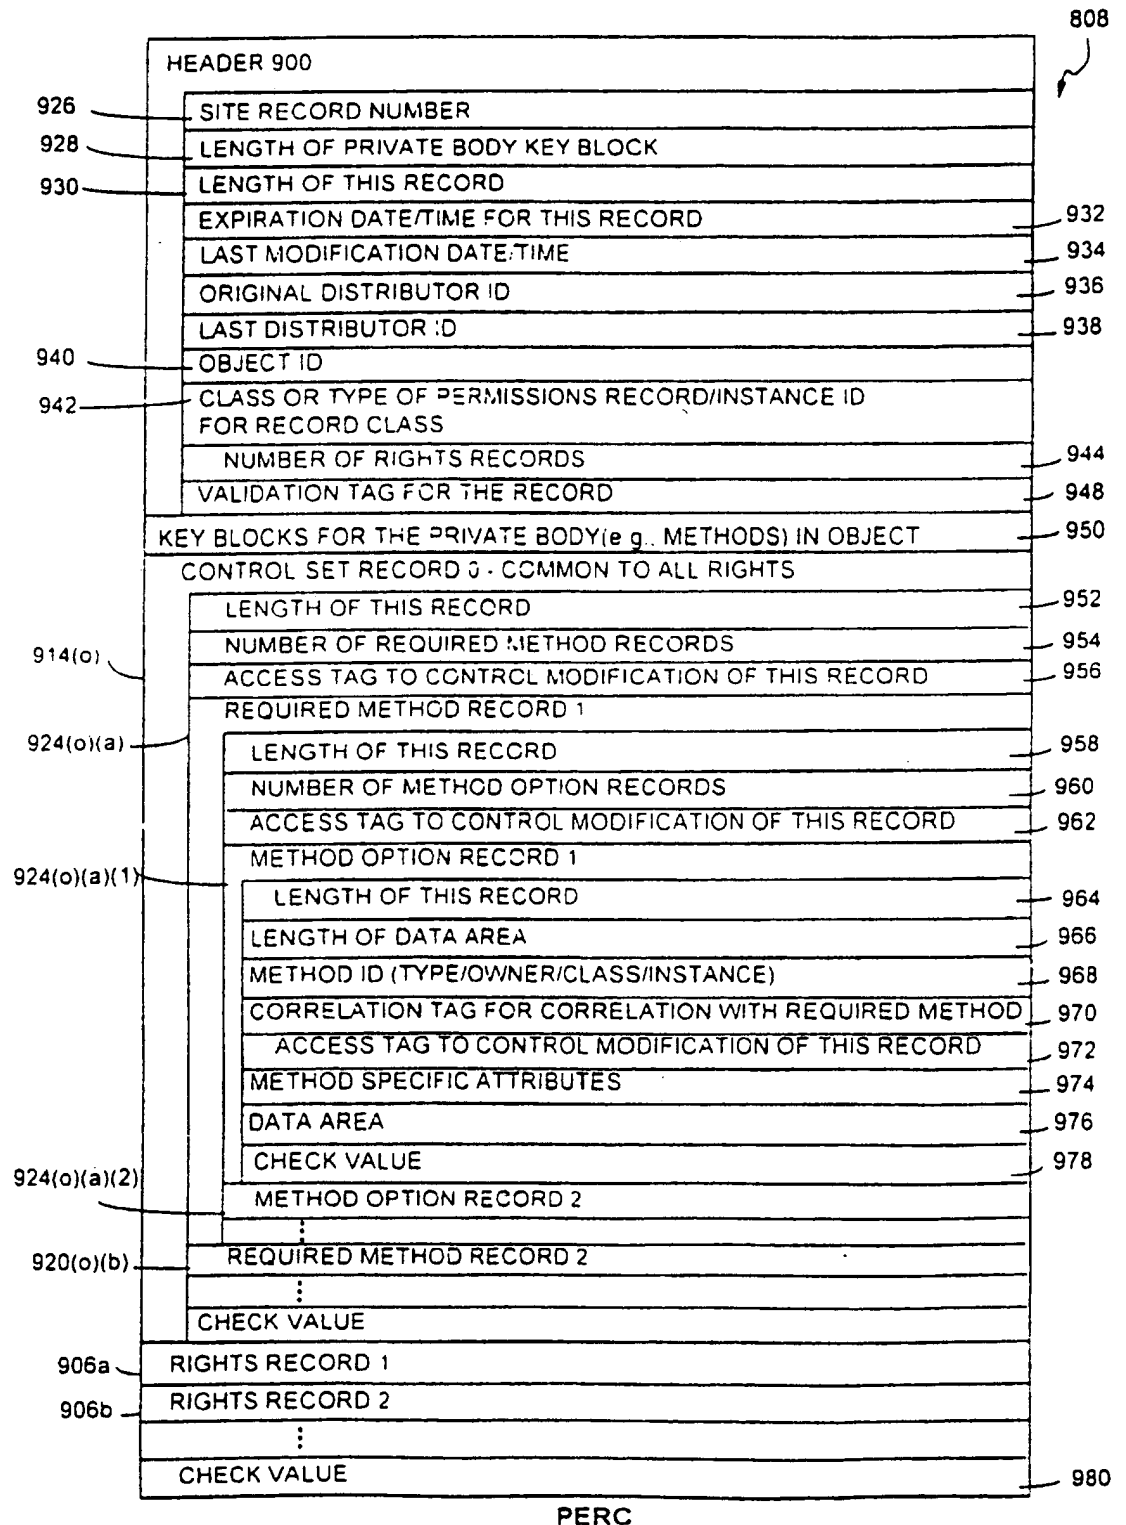 808
HEADER 900
926 SITE RECORD NUMBER
928 LENGTH OF PRIVATE BODY KEY BLOCK
930 LENGTH OF THIS RECORD
EXPIRATION DATE/TIME FOR THIS RECORD 932
LAST MODIFICATION DATE/TIME 934
ORIGINAL DISTRIBUTOR ID 936
LAST DISTRIBUTOR ID 938
940 OBJECT ID
942 CLASS OR TYPE OF PERMISSIONS RECORD/INSTANCE ID
FOR RECORD CLASS
NUMBER OF RIGHTS RECORDS 944
VALIDATION TAG FOR THE RECORD 948
KEY BLOCKS FOR THE PRIVATE BODY(e g., METHODS) IN OBJECT 950
CONTROL SET RECORD 0 - COMMON TO ALL RIGHTS
LENGTH OF THIS RECORD 952
NUMBER OF REQUIRED METHOD RECORDS 954
914(o)
ACCESS TAG TO CONTROL MODIFICATION OF THIS RECORD 956
REQUIRED METHOD RECORD 1
924(o)(a)
LENGTH OF THIS RECORD 958
NUMBER OF METHOD OPTION RECORDS 960
ACCESS TAG TO CONTROL MODIFICATION OF THIS RECORD 962
METHOD OPTION RECORD 1
924(o)(a)(1)
LENGTH OF THIS RECORD 964
LENGTH OF DATA AREA 966
METHOD ID (TYPE/OWNER/CLASS/INSTANCE) 968
CORRELATION TAG FOR CORRELATION WITH REQUIRED METHOD 970
ACCESS TAG TO CONTROL MODIFICATION OF THIS RECORD 972
METHOD SPECIFIC ATTRIBUTES 974
DATA AREA 976
CHECK VALUE 978
924(o)(a)(2)
METHOD OPTION RECORD 2
920(o)(b) REQUIRED METHOD RECORD 2
CHECK VALUE
906a RIGHTS RECORD 1
906b RIGHTS RECORD 2
CHECK VALUE 980
PERC